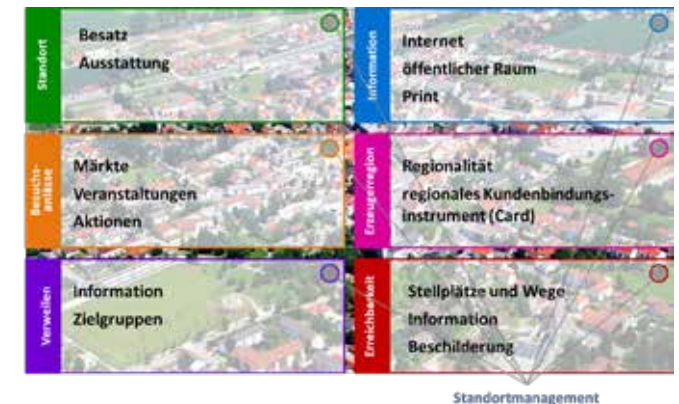 Standort
Besatz
Ausstattung
Information
Internet
öffentlicher Raum
Print
Besuchs-
anlässe
Märkte
Veranstaltungen
Aktionen
Erzeugerregion
Regionalität
regionales Kundenbindungs-
instrument (Card)
Verweilen
Information
Zielgruppen
Erreichbarkeit
Stellplätze und Wege
Information
Beschilderung
Standortmanagement